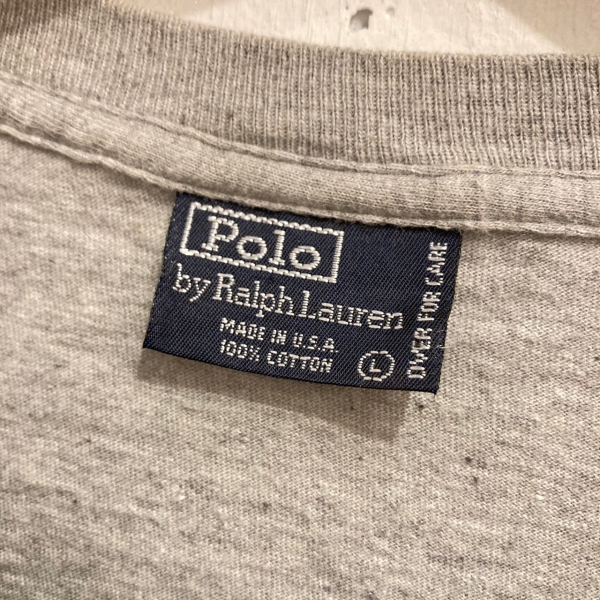 Polo
by Ralph Lauren
MADE IN U.S.A.
100% COTTON
L
OVER FOR CARE